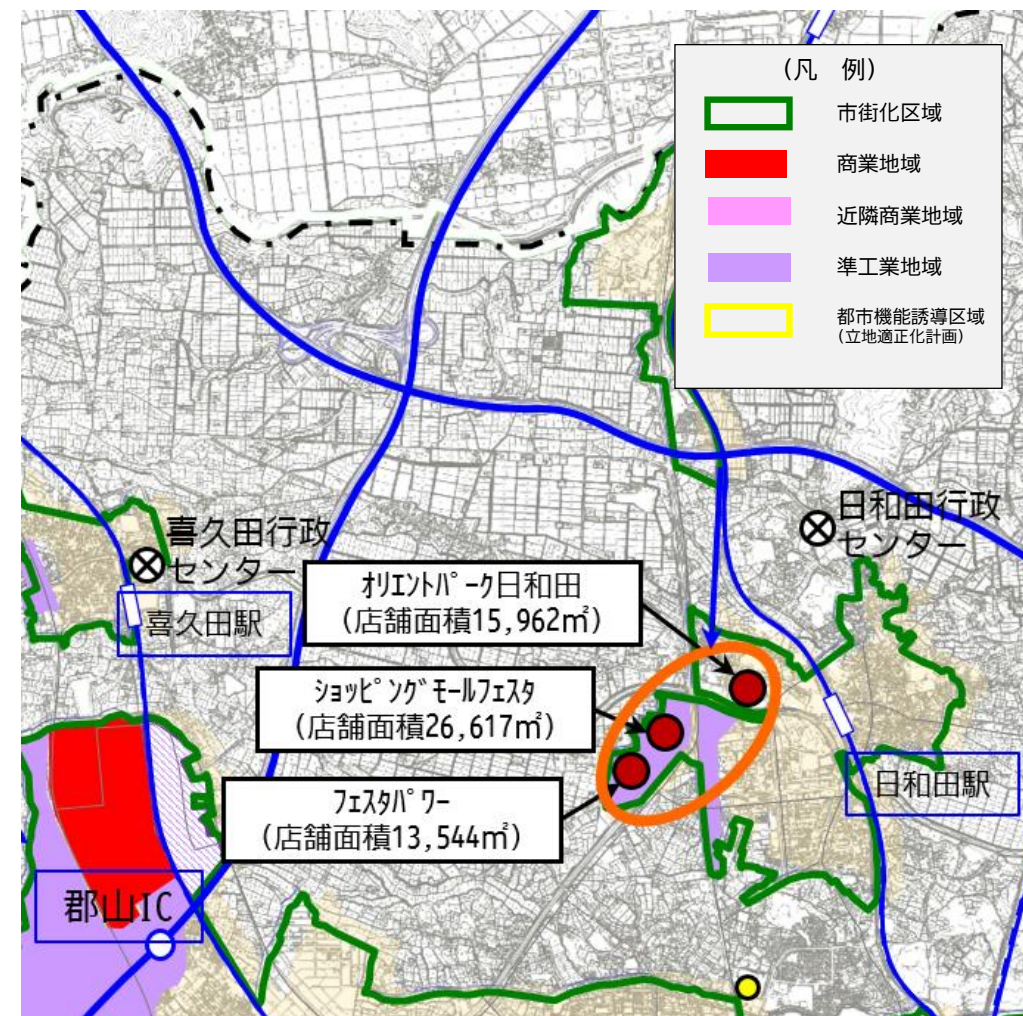 (凡　例)
市街化区域
商業地域
近隣商業地域
準工業地域
都市機能誘導区域
(立地適正化計画)
喜久田行政
センター
日和田行政
センター
喜久田駅
ｵﾘｴﾝﾄﾊﾟｰｸ日和田
(店舗面積15,962㎡)
ｼｮｯﾋﾟﾝｸﾞﾓｰﾙﾌｪｽﾀ
(店舗面積26,617㎡)
ﾌｪｽﾀﾊﾟﾜｰ
(店舗面積13,544㎡)
日和田駅
郡山IC